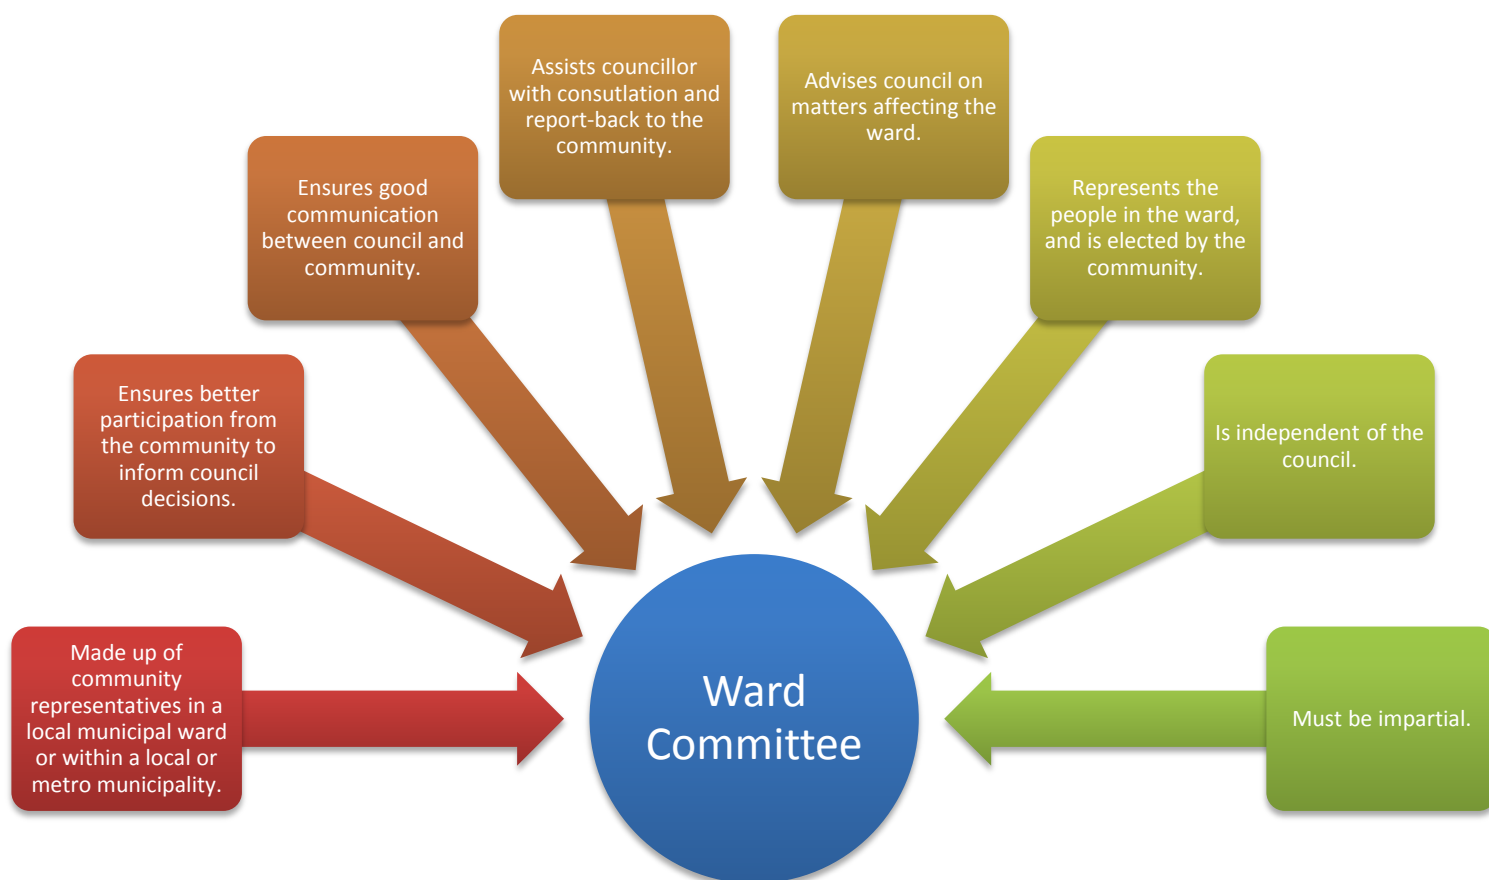 Made up of
community
representatives in a
local municipal ward
or within a local or
metro municipality.
Ensures better
participation from
the community to
inform council
decisions.
Ensures good
communication
between council and
community.
Assists councillor
with consutlation and
report-back to the
community.
Advises council on
matters affecting the
ward.
Represents the
people in the ward,
and is elected by the
community.
Is independent of the
council.
Must be impartial.
Ward
Committee